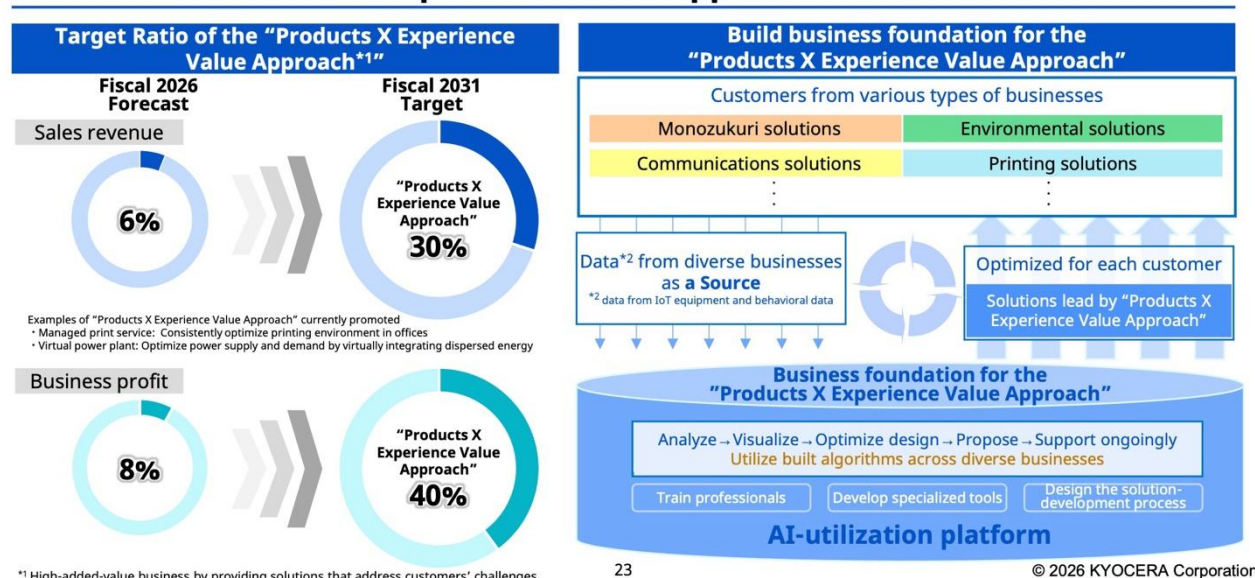 Target Ratio of the “Products X Experience
Value Approach*1”
Fiscal 2026
Forecast
Fiscal 2031
Target
Sales revenue
6%
“Products X
Experience Value
Approach”
30%
Examples of “Products X Experience Value Approach” currently promoted
・Managed print service: Consistently optimize printing environment in offices
・Virtual power plant: Optimize power supply and demand by virtually integrating dispersed energy
Business profit
8%
“Products X
Experience Value
Approach”
40%
*1 High-added-value business by providing solutions that address customers’ challenges
Build business foundation for the
“Products X Experience Value Approach”
Customers from various types of businesses
Monozukuri solutions
Environmental solutions
Communications solutions
Printing solutions
Data*2 from diverse businesses
as a Source
*2 data from IoT equipment and behavioral data
Optimized for each customer
Solutions lead by “Products X
Experience Value Approach”
Business foundation for the
”Products X Experience Value Approach”
Analyze→Visualize→Optimize design→Propose→Support ongoingly
Utilize built algorithms across diverse businesses
Train professionals
Develop specialized tools
Design the solution-
development process
AI-utilization platform
23
© 2026 KYOCERA Corporation